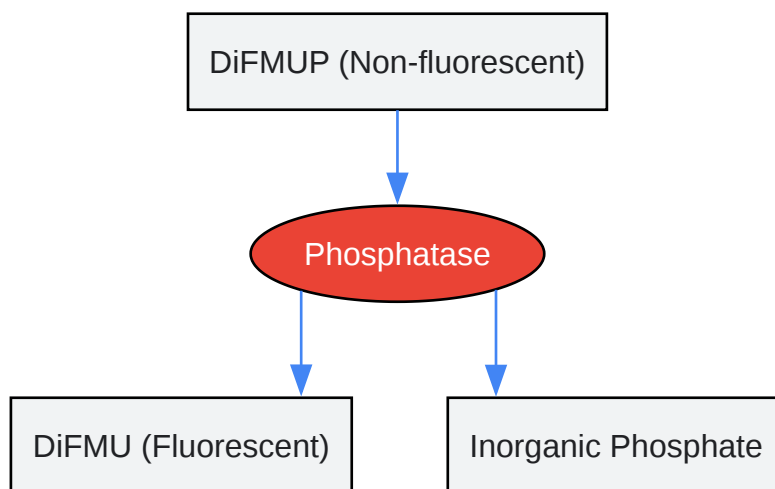 DiFMUP (Non-fluorescent)
Phosphatase
DiFMU (Fluorescent)
Inorganic Phosphate